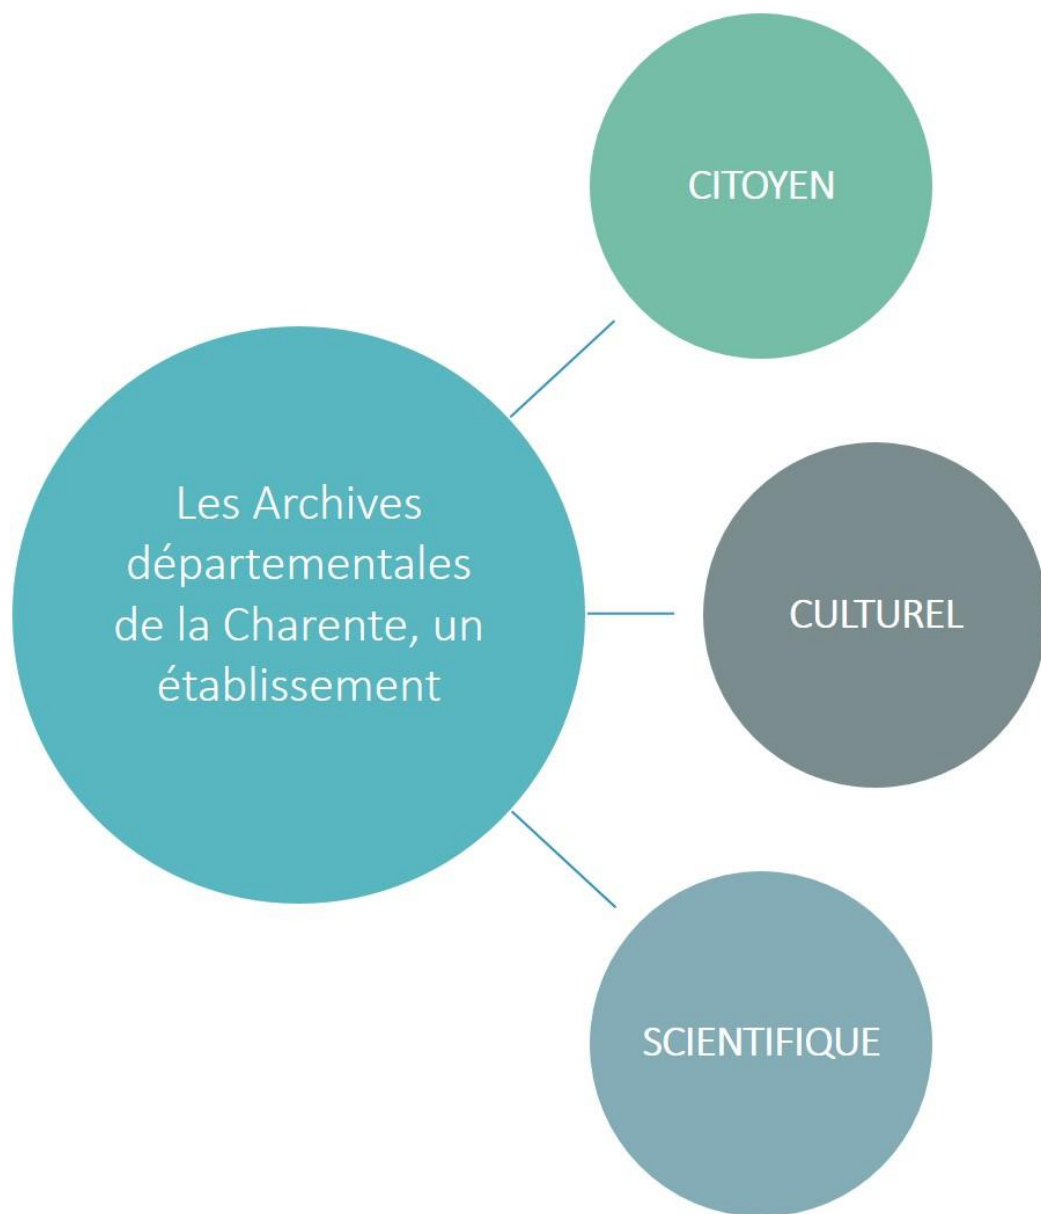 CITOYEN
Les Archives
départementales
de la Charente, un
établissement
CULTUREL
SCIENTIFIQUE